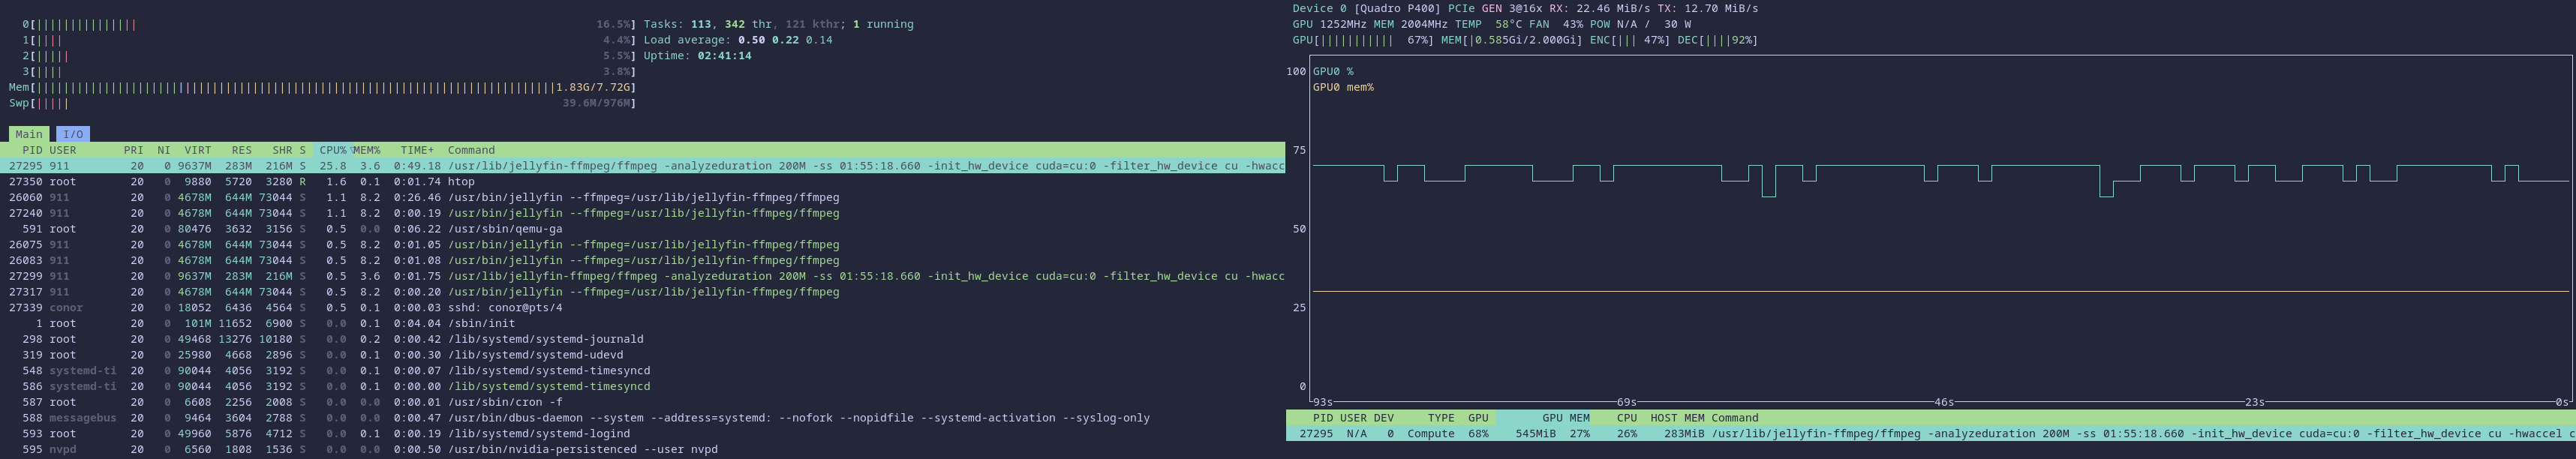 0[|||||||||||||| 16.5%] Tasks: 113, 342 thr, 121 kthr; 1 running
1[|||| 4.4%] Load average: 0.50 0.22 0.14
2[||||| 5.5%] Uptime: 02:41:14
3[|||| 3.8%]
Mem[|||||||||||||||||||||||||||||||||||||||||||||||||||||||||||||||||||||||||||||1.83G/7.72G]
Swp[||||| 39.6M/976M]
Main I/O
PID USER PRI NI VIRT RES SHR S CPU%▽MEM% TIME+ Command
27295 911 20 0 9637M 283M 216M S 25.8 3.6 0:49.18 /usr/lib/jellyfin-ffmpeg/ffmpeg -analyzeduration 200M -ss 01:55:18.660 -init_hw_device cuda=cu:0 -filter_hw_device cu -hwacc
27350 root 20 0 9880 5720 3280 R 1.6 0.1 0:01.74 htop
26060 911 20 0 4678M 644M 73044 S 1.1 8.2 0:26.46 /usr/bin/jellyfin --ffmpeg=/usr/lib/jellyfin-ffmpeg/ffmpeg
27240 911 20 0 4678M 644M 73044 S 1.1 8.2 0:00.19 /usr/bin/jellyfin --ffmpeg=/usr/lib/jellyfin-ffmpeg/ffmpeg
591 root 20 0 80476 3632 3156 S 0.5 0.0 0:06.22 /usr/sbin/qemu-ga
26075 911 20 0 4678M 644M 73044 S 0.5 8.2 0:01.05 /usr/bin/jellyfin --ffmpeg=/usr/lib/jellyfin-ffmpeg/ffmpeg
26083 911 20 0 4678M 644M 73044 S 0.5 8.2 0:01.08 /usr/bin/jellyfin --ffmpeg=/usr/lib/jellyfin-ffmpeg/ffmpeg
27299 911 20 0 9637M 283M 216M S 0.5 3.6 0:01.75 /usr/lib/jellyfin-ffmpeg/ffmpeg -analyzeduration 200M -ss 01:55:18.660 -init_hw_device cuda=cu:0 -filter_hw_device cu -hwacc
27317 911 20 0 4678M 644M 73044 S 0.5 8.2 0:00.20 /usr/bin/jellyfin --ffmpeg=/usr/lib/jellyfin-ffmpeg/ffmpeg
27339 conor 20 0 18052 6436 4564 S 0.5 0.1 0:00.03 sshd: conor@pts/4
1 root 20 0 101M 11652 6900 S 0.0 0.1 0:04.04 /sbin/init
298 root 20 0 49468 13276 10180 S 0.0 0.2 0:00.42 /lib/systemd/systemd-journald
319 root 20 0 25980 4668 2896 S 0.0 0.1 0:00.30 /lib/systemd/systemd-udevd
548 systemd-ti 20 0 90044 4056 3192 S 0.0 0.1 0:00.07 /lib/systemd/systemd-timesyncd
586 systemd-ti 20 0 90044 4056 3192 S 0.0 0.1 0:00.00 /lib/systemd/systemd-timesyncd
587 root 20 0 6608 2256 2008 S 0.0 0.0 0:00.01 /usr/sbin/cron -f
588 messagebus 20 0 9464 3604 2788 S 0.0 0.0 0:00.47 /usr/bin/dbus-daemon --system --address=systemd: --nofork --nopidfile --systemd-activation --syslog-only
593 root 20 0 49960 5876 4712 S 0.0 0.1 0:00.19 /lib/systemd/systemd-logind
595 nvpd 20 0 6560 1808 1536 S 0.0 0.0 0:00.50 /usr/bin/nvidia-persistenced --user nvpd
Device 0 [Quadro P400] PCIe GEN 3@16x RX: 22.46 MiB/s TX: 12.70 MiB/s
GPU 1252MHz MEM 2004MHz TEMP 58°C FAN 43% POW N/A / 30 W
GPU[||||||||||| 67%] MEM[|0.585Gi/2.000Gi] ENC[||| 47%] DEC[||||92%]
100 GPU0 %
GPU0 mem%
75
50
25
0
93s 69s 46s 23s 0s
PID USER DEV TYPE GPU GPU MEM CPU HOST MEM Command
27295 N/A 0 Compute 68% 545MiB 27% 26% 283MiB /usr/lib/jellyfin-ffmpeg/ffmpeg -analyzeduration 200M -ss 01:55:18.660 -init_hw_device cuda=cu:0 -filter_hw_device cu -hwaccel c